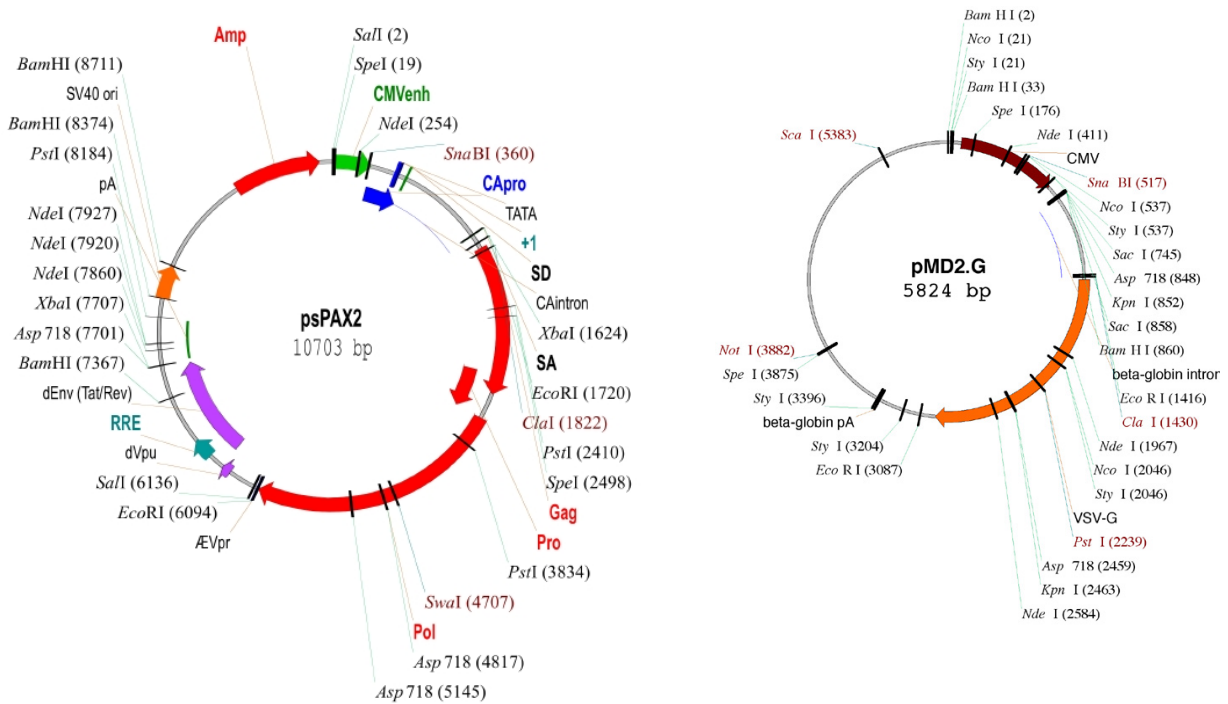 Amp
SalI (2)
SpeI (19)
CMVenh
NdeI (254)
SnaBI (360)
CApro
TATA
+1
SD
CAintron
XbaI (1624)
SA
EcoRI (1720)
ClaI (1822)
PstI (2410)
SpeI (2498)
Gag
Pro
PstI (3834)
SwaI (4707)
Pol
Asp718 (4817)
Asp718 (5145)
BamHI (8711)
SV40 ori
BamHI (8374)
PstI (8184)
pA
NdeI (7927)
NdeI (7920)
NdeI (7860)
XbaI (7707)
Asp718 (7701)
BamHI (7367)
dEnv (Tat/Rev)
RRE
dVpu
SalI (6136)
EcoRI (6094)
ÆVpr
psPAX2
10703 bp
Bam H I (2)
Nco I (21)
Sty I (21)
Bam H I (33)
Spe I (176)
Nde I (411)
CMV
Sna BI (517)
Nco I (537)
Sty I (537)
Sac I (745)
Asp 718 (848)
Kpn I (852)
Sac I (858)
Bam H I (860)
beta-globin intron
Eco R I (1416)
Cla I (1430)
Nde I (1967)
Nco I (2046)
Sty I (2046)
VSV-G
Pst I (2239)
Asp 718 (2459)
Kpn I (2463)
Nde I (2584)
Sca I (5383)
Not I (3882)
Spe I (3875)
Sty I (3396)
beta-globin pA
Sty I (3204)
Eco R I (3087)
pMD2.G
5824 bp